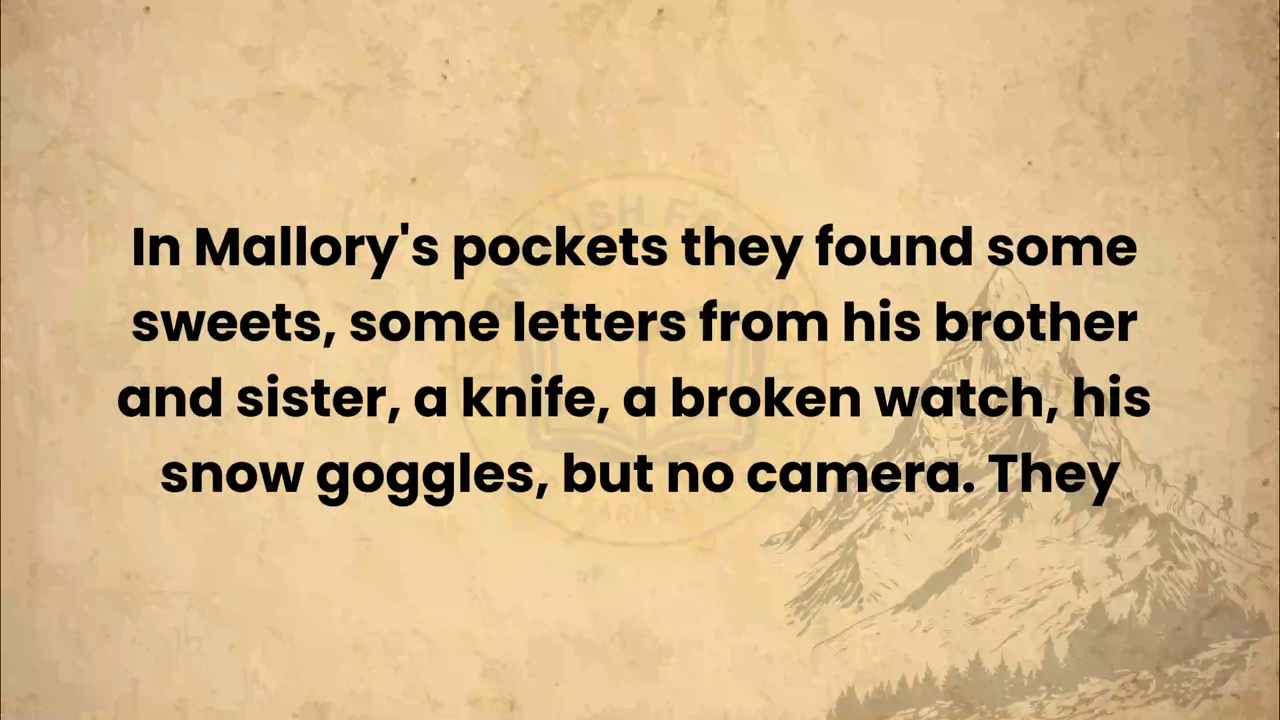 In Mallory's pockets they found some
sweets, some letters from his brother
and sister, a knife, a broken watch, his
snow goggles, but no camera. They